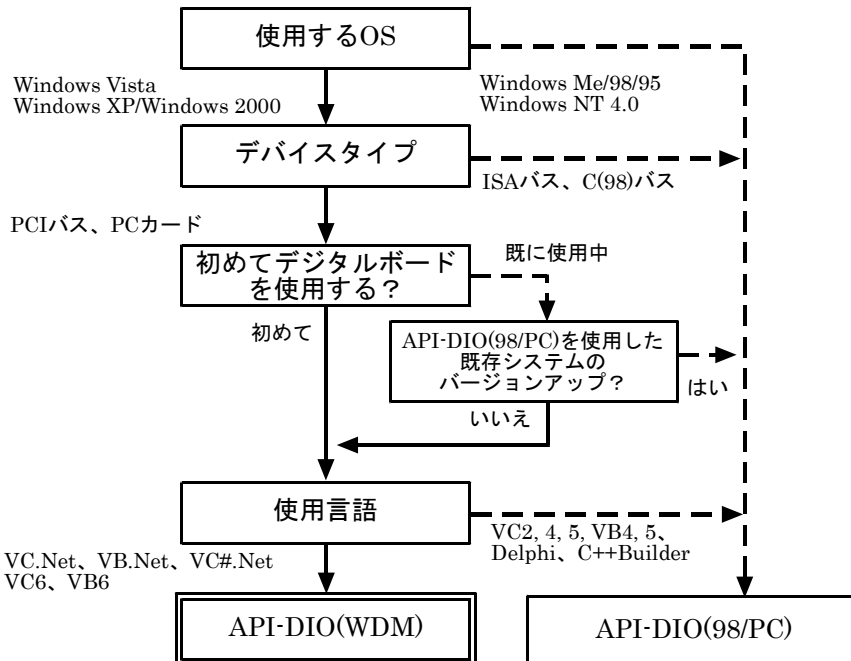 使用するOS
Windows Vista
Windows XP/Windows 2000
Windows Me/98/95
Windows NT 4.0
デバイスタイプ
ISAバス、C(98)バス
PCIバス、PCカード
初めてデジタルボード
を使用する？
既に使用中
初めて
API-DIO(98/PC)を使用した
既存システムの
バージョンアップ？
はい
いいえ
使用言語
VC2, 4, 5, VB4, 5、
Delphi、C++Builder
VC.Net、VB.Net、VC#.Net
VC6、VB6
API-DIO(WDM)
API-DIO(98/PC)